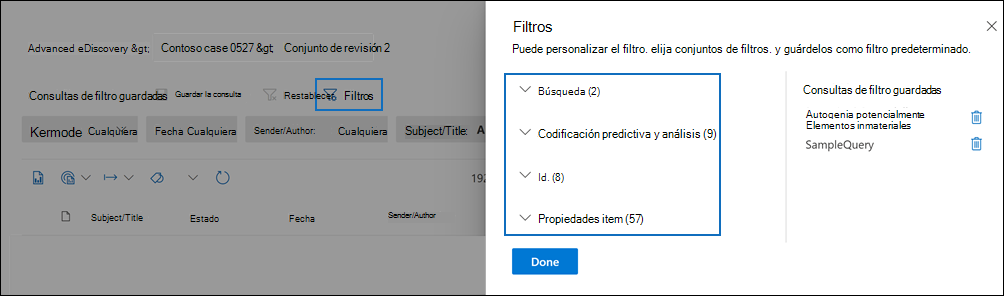 Advanced eDiscovery &gt; Contoso case 0527 &gt; Conjunto de revisión 2
Consultas de filtro guardadas Guardar la consulta Restablecer Filtros
Kermode Cualquiera Fecha Cualquiera Sender/Author: Cualquiera Subject/Title: A
192
Subject/Title Estado Fecha Sender/Author
Filtros
Puede personalizar el filtro. elija conjuntos de filtros. y guárdelos como filtro predeterminado.
Búsqueda (2)
Codificación predictiva y análisis (9)
Id. (8)
Propiedades item (57)
Done
Consultas de filtro guardadas
Autogenia potencialmente
Elementos inmateriales
SampleQuery